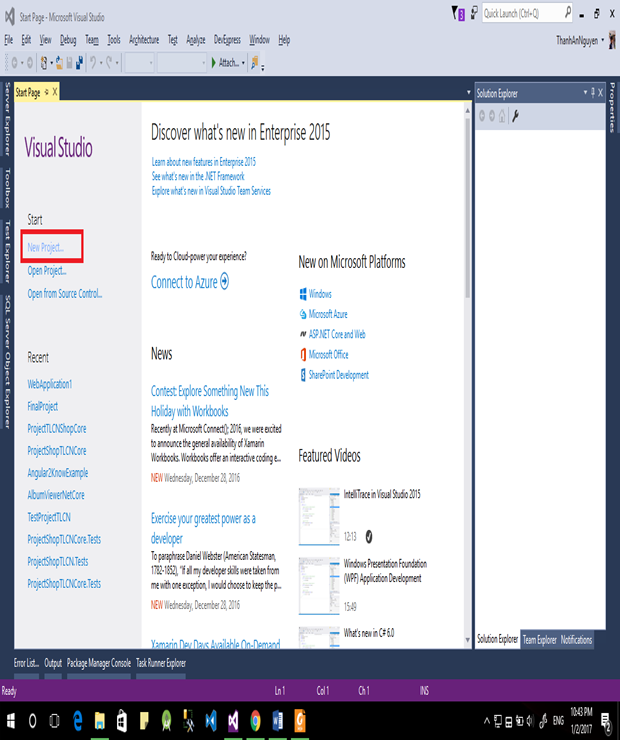 Start Page - Microsoft Visual Studio
3
Quick Launch (Ctrl+Q)
File Edit View Debug Team Tools Architecture Test Analyze DevExpress Window Help
ThanhAnNguyen
Attach...
Server Explorer
Toolbox
Test Explorer
SQL Server Object Explorer
Start Page
Visual Studio
Start
New Project...
Open Project...
Open from Source Control...
Recent
WebApplication1
FinalProject
ProjectTLCNShopCore
ProjectShopTLCNCore
Angular2KnowExample
AlbumViewerNetCore
TestProjectTLCN
ProjectShopTLCNCore.Tests
ProjectShopTLCN.Tests
ProjectShopTLCNCore.Tests
Discover what's new in Enterprise 2015
Learn about new features in Enterprise 2015
See what's new in the .NET Framework
Explore what's new in Visual Studio Team Services
Ready to Cloud-power your experience?
Connect to Azure
News
Contest: Explore Something New This
Holiday with Workbooks
Recently at Microsoft Connect(); 2016, we were excited
to announce the general availability of Xamarin
Workbooks. Workbooks offer an interactive coding e...
NEW Wednesday, December 28, 2016
Exercise your greatest power as a
developer
To paraphrase Daniel Webster (American Statesman,
1782-1852), "If all my developer skills were taken from
me with one exception, I would choose to keep the p...
NEW Wednesday, December 28, 2016
Xamarin Dev Days Available On-Demand
New on Microsoft Platforms
Windows
Microsoft Azure
ASP.NET Core and Web
Microsoft Office
SharePoint Development
Featured Videos
IntelliTrace in Visual Studio 2015
12:13
Windows Presentation Foundation
(WPF) Application Development
15:49
What's new in C# 6.0
Solution Explorer
Properties
Solution Explorer Team Explorer Notifications
Error List... Output Package Manager Console Task Runner Explorer
Ready Ln 1 Col 1 Ch 1 INS
ENG
10:43 PM
1/2/2017
2